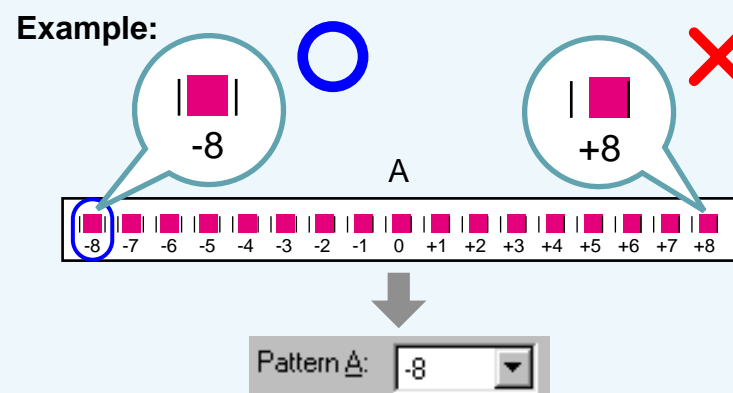 Example:
-8
+8
A
-8 -7 -6 -5 -4 -3 -2 -1 0 +1 +2 +3 +4 +5 +6 +7 +8
Pattern A: -8